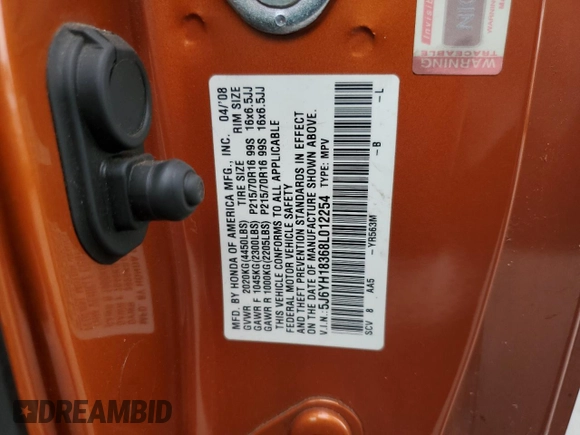 MFD. BY HONDA OF AMERICA MFG., INC. 04/'08
TIRE SIZE RIM SIZE
GVWR 2020KG(4450LBS)
GAWR F 1045KG(2300LBS) P215/70R16 99S 16x6.5JJ
GAWR R 1000KG(2205LBS) P215/70R16 99S 16x6.5JJ
THIS VEHICLE CONFORMS TO ALL APPLICABLE
FEDERAL MOTOR VEHICLE SAFETY
AND THEFT PREVENTION STANDARDS IN EFFECT
ON THE DATE OF MANUFACTURE SHOWN ABOVE.
V.I.N.: 5J6YH18368L012254 TYPE: MPV
SCV 8 AA5 -YR563M -B -L
WARNING
TRACEABLE
DREAMBID